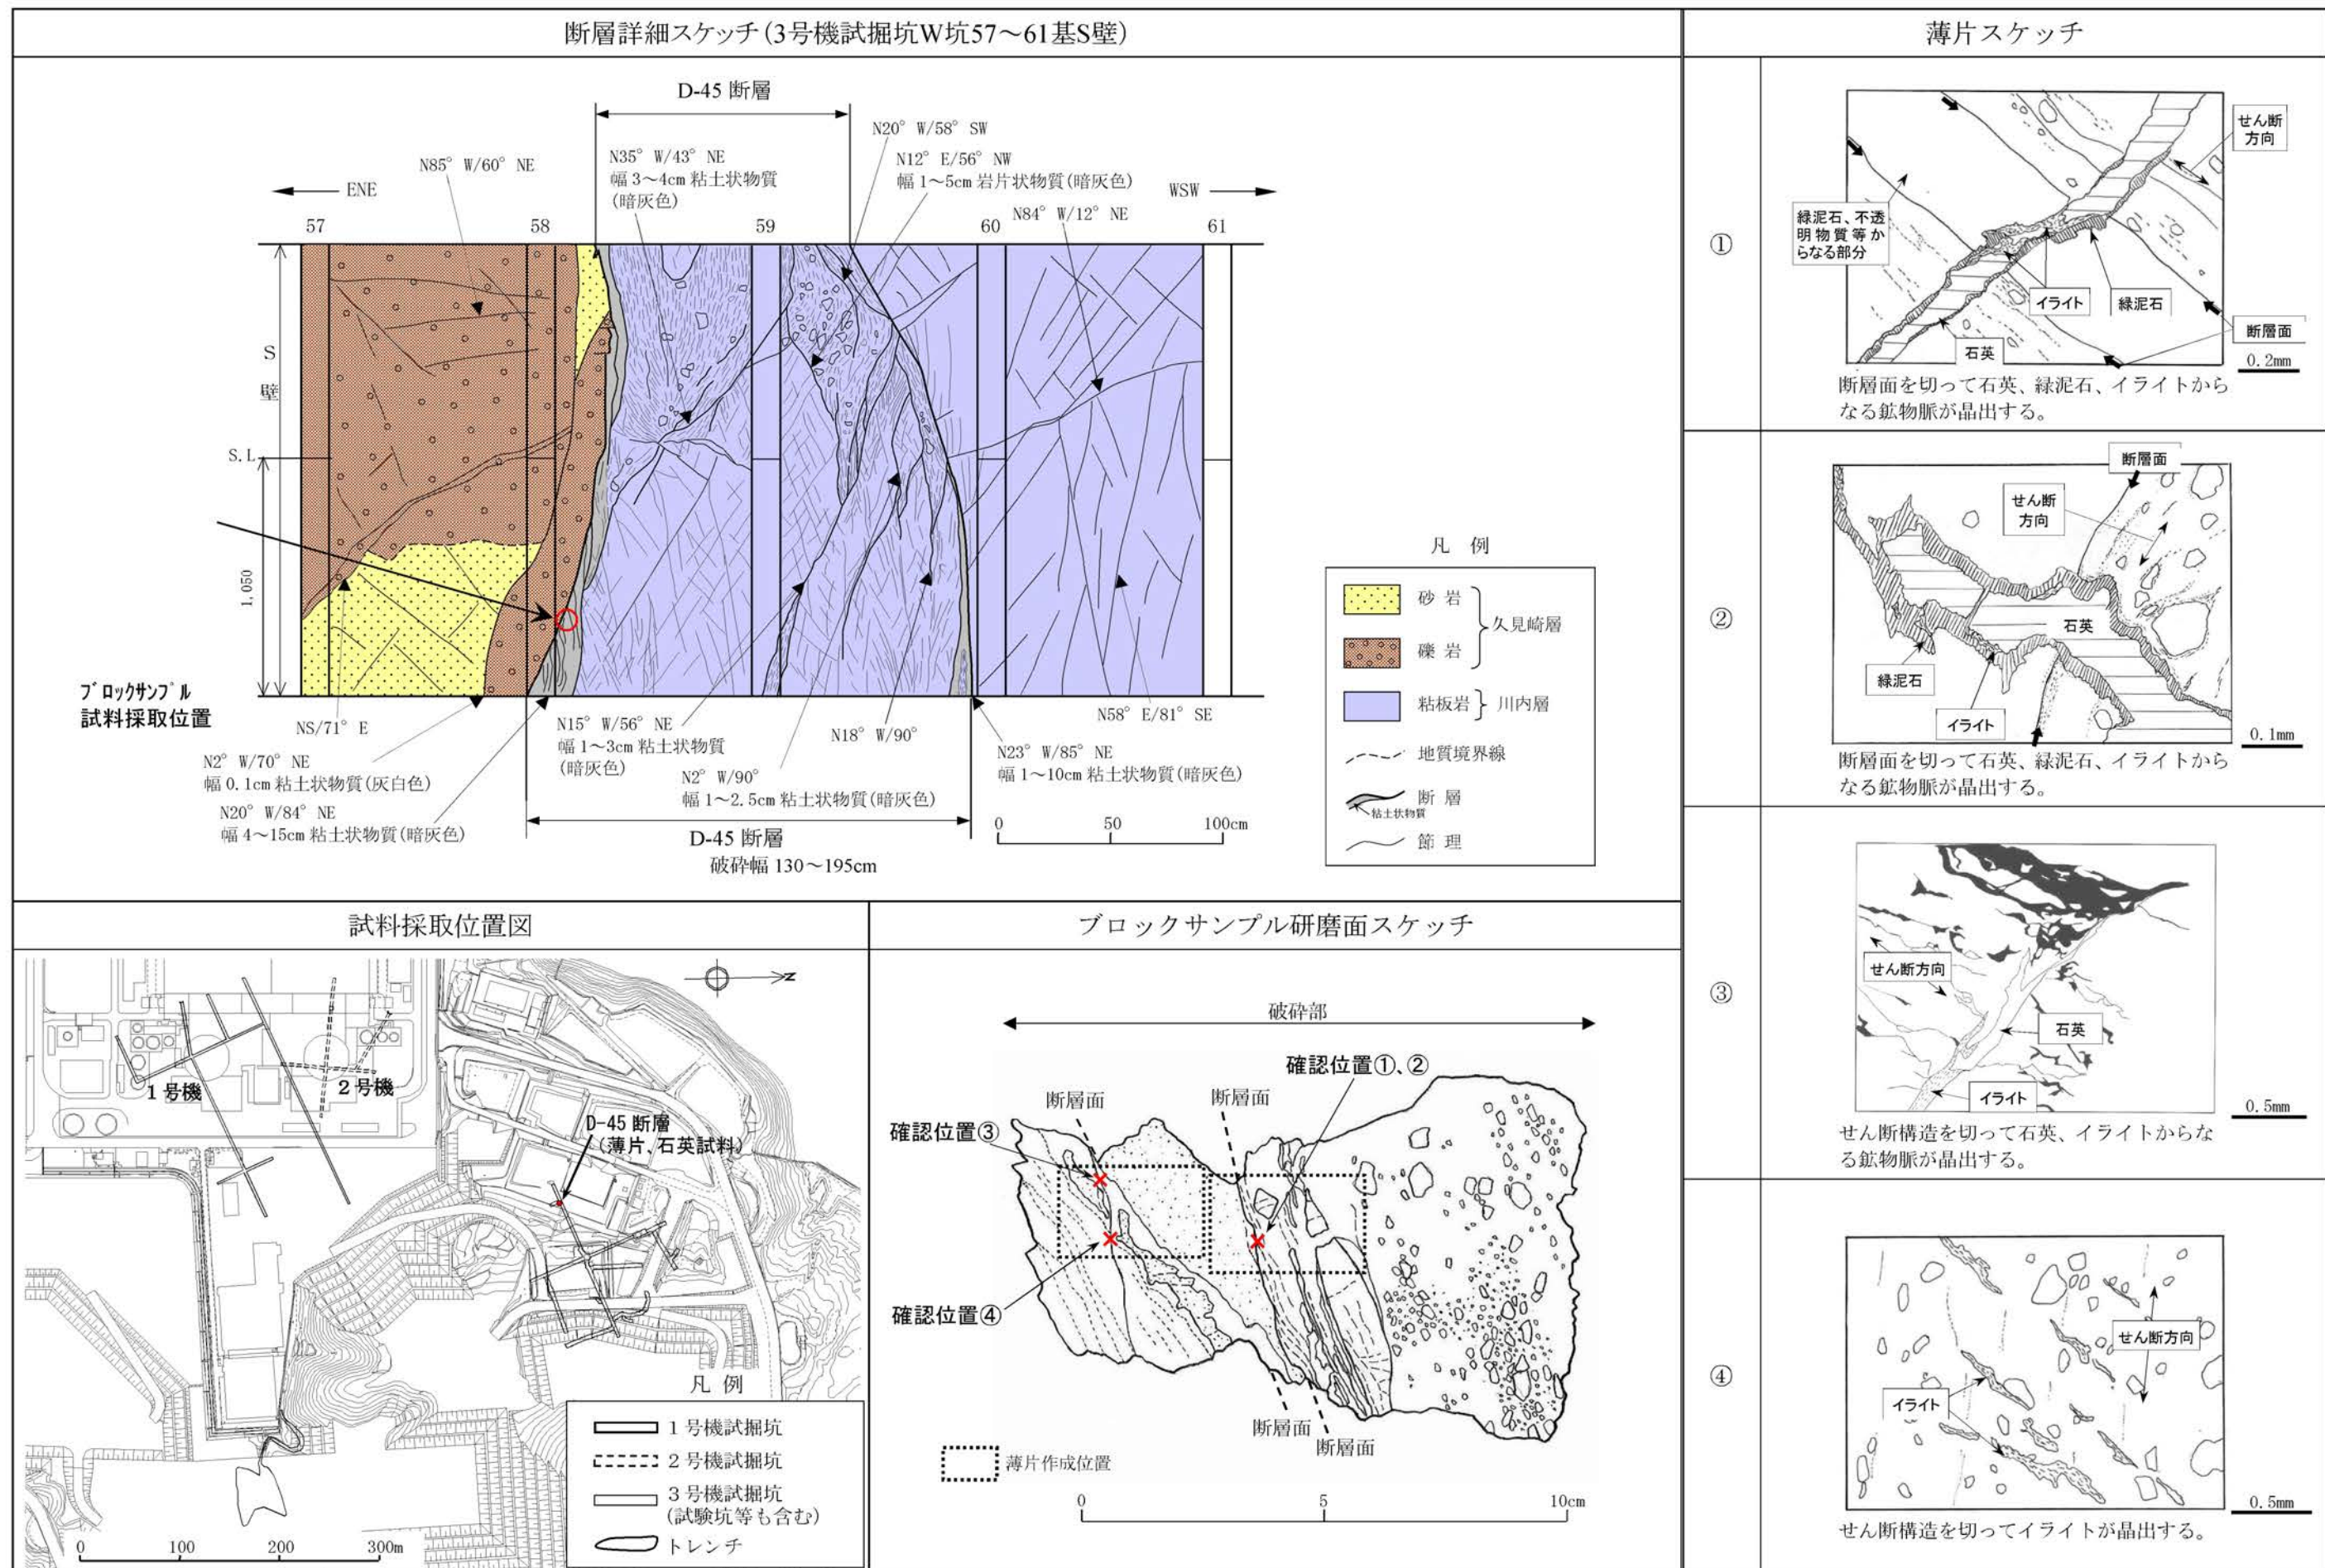 断層詳細スケッチ(3号機試掘坑W坑57～61基S壁)
D-45 断層
N85° W/60° NE
N35° W/43° NE
幅 3～4cm 粘土状物質
(暗灰色)
N20° W/58° SW
N12° E/56° NW
幅 1～5cm 岩片状物質(暗灰色)
N84° W/12° NE
ENE
WSW
57
58
59
60
61
S
壁
S.L
1,050
ブロックサンプル
試料採取位置
NS/71° E
N2° W/70° NE
幅 0.1cm 粘土状物質(灰白色)
N20° W/84° NE
幅 4～15cm 粘土状物質(暗灰色)
N15° W/56° NE
幅 1～3cm 粘土状物質
(暗灰色)
N2° W/90°
幅 1～2.5cm 粘土状物質(暗灰色)
N18° W/90°
N58° E/81° SE
N23° W/85° NE
幅 1～10cm 粘土状物質(暗灰色)
D-45 断層
破砕幅 130～195cm
0 50 100cm
凡 例
砂 岩
礫 岩
久見崎層
粘板岩 川内層
地質境界線
断 層
粘土状物質
節 理
試料採取位置図
N
1号機
2号機
D-45 断層
(薄片、石英試料)
凡 例
1号機試掘坑
2号機試掘坑
3号機試掘坑
(試験坑等も含む)
トレンチ
0 100 200 300m
ブロックサンプル研磨面スケッチ
破砕部
確認位置①、②
断層面
断層面
確認位置③
確認位置④
断層面
断層面
薄片作成位置
0 5 10cm
薄片スケッチ
①
せん断
方向
緑泥石、不透
明物質等か
らなる部分
イライト
緑泥石
断層面
石英
0.2mm
断層面を切って石英、緑泥石、イライトから
なる鉱物脈が晶出する。
②
断層面
せん断
方向
石英
緑泥石
イライト
0.1mm
断層面を切って石英、緑泥石、イライトから
なる鉱物脈が晶出する。
③
せん断方向
石英
イライト
0.5mm
せん断構造を切って石英、イライトからな
る鉱物脈が晶出する。
④
せん断方向
イライト
0.5mm
せん断構造を切ってイライトが晶出する。